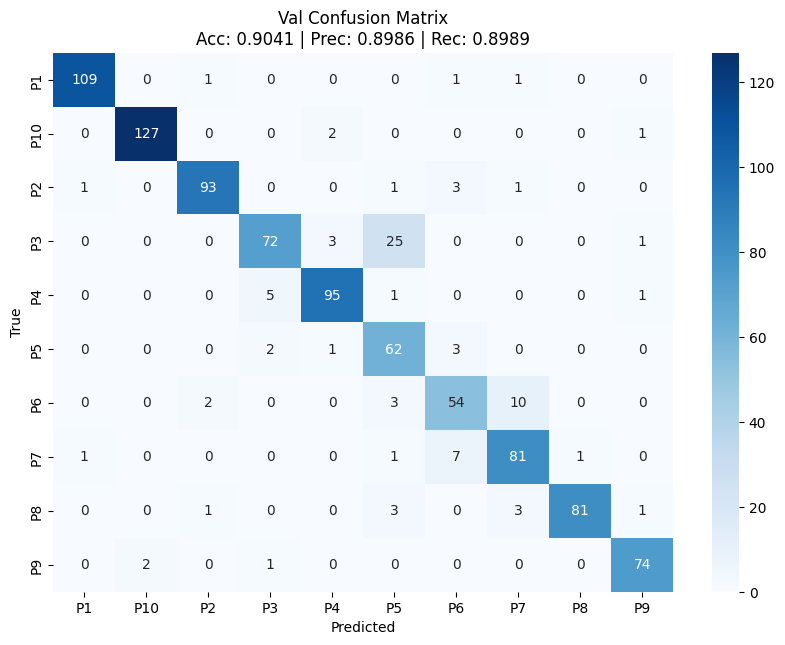 Val Confusion Matrix
Acc: 0.9041 | Prec: 0.8986 | Rec: 0.8989
P1 109 0 1 0 0 0 1 1 0 0
P10 0 127 0 0 2 0 0 0 0 1
P2 1 0 93 0 0 1 3 1 0 0
P3 0 0 0 72 3 25 0 0 0 1
P4 0 0 0 5 95 1 0 0 0 1
P5 0 0 0 2 1 62 3 0 0 0
P6 0 0 2 0 0 3 54 10 0 0
P7 1 0 0 0 0 1 7 81 1 0
P8 0 0 1 0 0 3 0 3 81 1
P9 0 2 0 1 0 0 0 0 0 74
P1 P10 P2 P3 P4 P5 P6 P7 P8 P9
Predicted
True
120
100
80
60
40
20
0